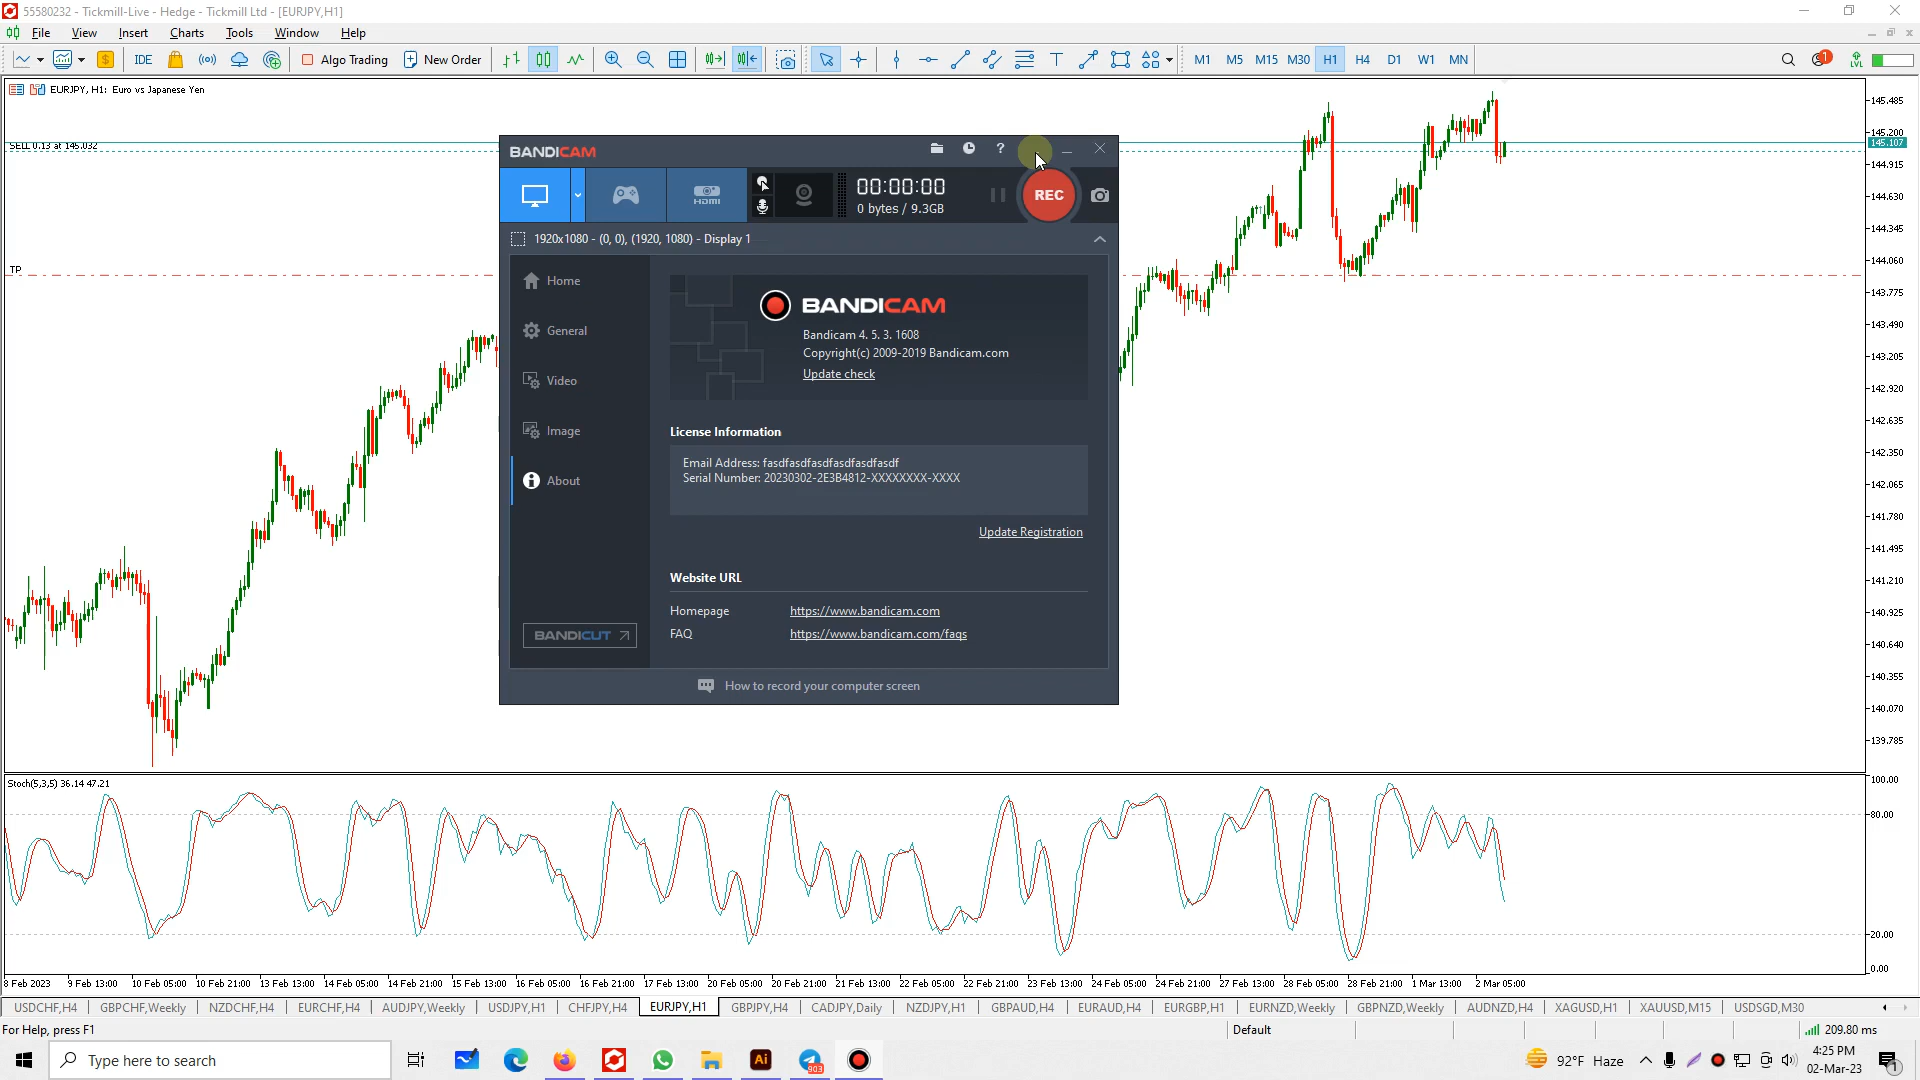 55580232 - Tickmill-Live - Hedge - Tickmill Ltd - [EURJPY,H1]
File View Insert Charts Tools Window Help
IDE Algo Trading New Order T M1 M5 M15 M30 H1 H4 D1 W1 MN 1 LVL
EURJPY, H1: Euro vs Japanese Yen
SELL 0.13 at 145.032
TP
145.485
145.200
145.107
144.915
144.630
144.345
144.060
143.775
143.490
143.205
142.920
142.635
142.350
142.065
141.780
141.495
141.210
140.925
140.640
140.355
140.070
139.785
BANDICAM
?
HDMI
00:00:00
0 bytes / 9.3GB
REC
1920x1080 - (0, 0), (1920, 1080) - Display 1
Home
General
Video
Image
About
BANDICUT
BANDICAM
Bandicam 4. 5. 3. 1608
Copyright(c) 2009-2019 Bandicam.com
Update check
License Information
Email Address: fasdfasdfasdfasdfasdfasdf
Serial Number: 20230302-2E3B4812-XXXXXXXX-XXXX
Update Registration
Website URL
Homepage https://www.bandicam.com
FAQ https://www.bandicam.com/faqs
How to record your computer screen
Stoch(5,3,5) 36.14 47.21
100.00
80.00
20.00
0.00
8 Feb 2023 9 Feb 13:00 10 Feb 05:00 10 Feb 21:00 13 Feb 13:00 14 Feb 05:00 14 Feb 21:00 15 Feb 13:00 16 Feb 05:00 16 Feb 21:00 17 Feb 13:00 20 Feb 05:00 20 Feb 21:00 21 Feb 13:00 22 Feb 05:00 22 Feb 21:00 23 Feb 13:00 24 Feb 05:00 24 Feb 21:00 27 Feb 13:00 28 Feb 05:00 28 Feb 21:00 1 Mar 13:00 2 Mar 05:00
USDCHF,H4 GBPCHF,Weekly NZDCHF,H4 EURCHF,H4 AUDJPY,Weekly USDJPY,H1 CHFJPY,H4 EURJPY,H1 GBPJPY,H4 CADJPY,Daily NZDJPY,H1 GBPAUD,H4 EURAUD,H4 EURGBP,H1 EURNZD,Weekly GBPNZD,Weekly AUDNZD,H4 XAGUSD,H1 XAUUSD,M15 USDSGD,M30
For Help, press F1
Default
209.80 ms
Type here to search
Ai
903
92°F Haze
4:25 PM
02-Mar-23
1